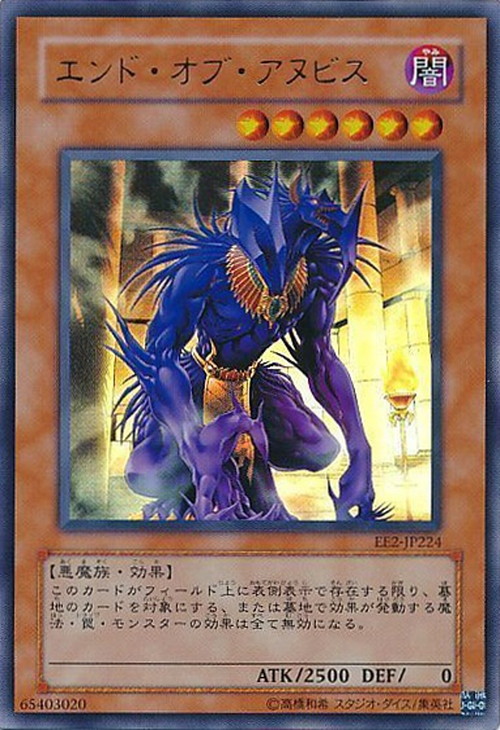 エンド・オブ・アヌビス
やみ
闇
EE2-JP224
【悪魔族・効果】
このカードがフィールド上に表側表示で存在する限り、墓
地のカードを対象にする、または墓地で効果が発動する魔
法・罠・モンスターの効果は全て無効になる。
ATK/2500 DEF/ 0
65403020
©高橋和希 スタジオ・ダイス/集英社